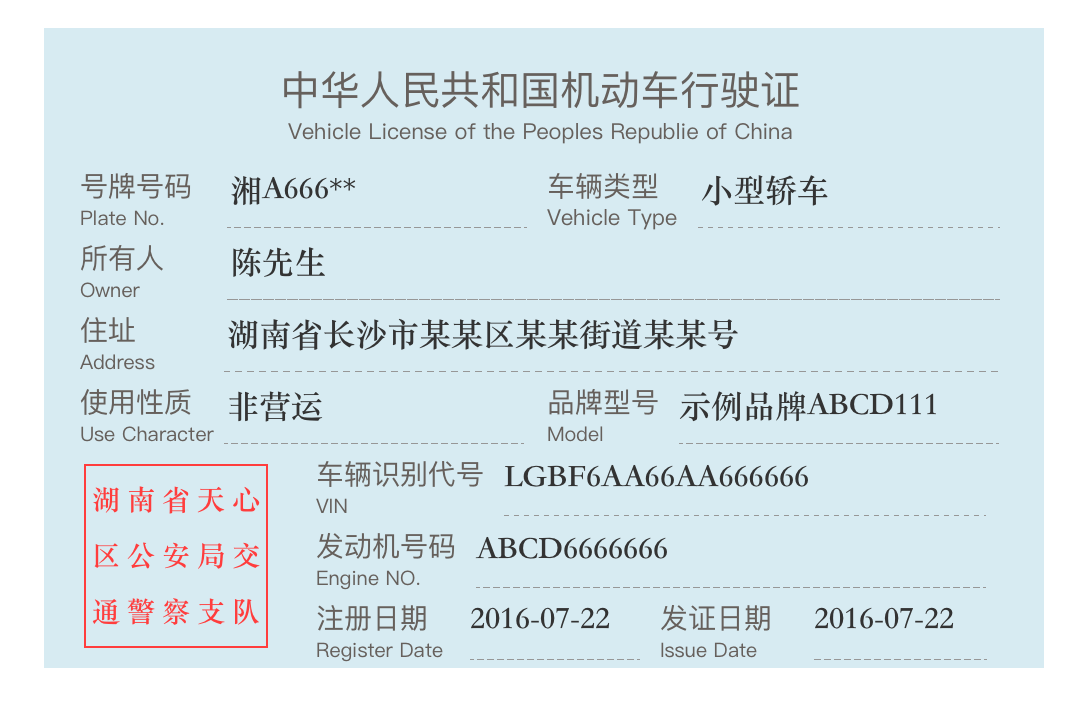 中华人民共和国机动车行驶证
Vehicle License of the Peoples Republie of China
号牌号码 湘A666** 车辆类型 小型轿车
Plate No. Vehicle Type
所有人 陈先生
Owner
住址 湖南省长沙市某某区某某街道某某号
Address
使用性质 非营运 品牌型号 示例品牌ABCD111
Use Character Model
车辆识别代号 LGBF6AA66AA666666
VIN
发动机号码 ABCD6666666
Engine NO.
注册日期 2016-07-22 发证日期 2016-07-22
Register Date Issue Date
湖南省天心
区公安局交
通警察支队